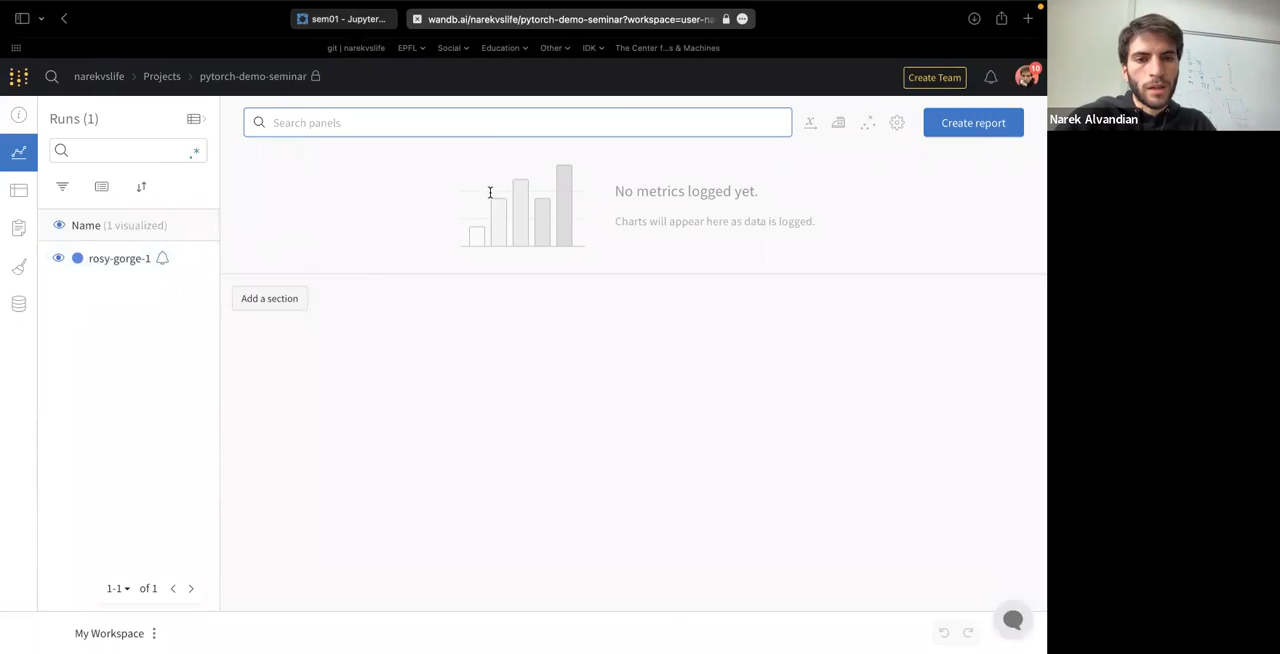 sem01 - Jupyter...
wandb.ai/narekvslife/pytorch-demo-seminar?workspace=user-na
git | narekvslife
EPFL
Social
Education
Other
IDK
The Center f...s & Machines
narekvslife
Projects
pytorch-demo-seminar
Create Team
10
Narek Alvandian
Runs (1)
.*
Search panels
x
Create report
No metrics logged yet.
Charts will appear here as data is logged.
Name (1 visualized)
rosy-gorge-1
Add a section
1-1 of 1
My Workspace